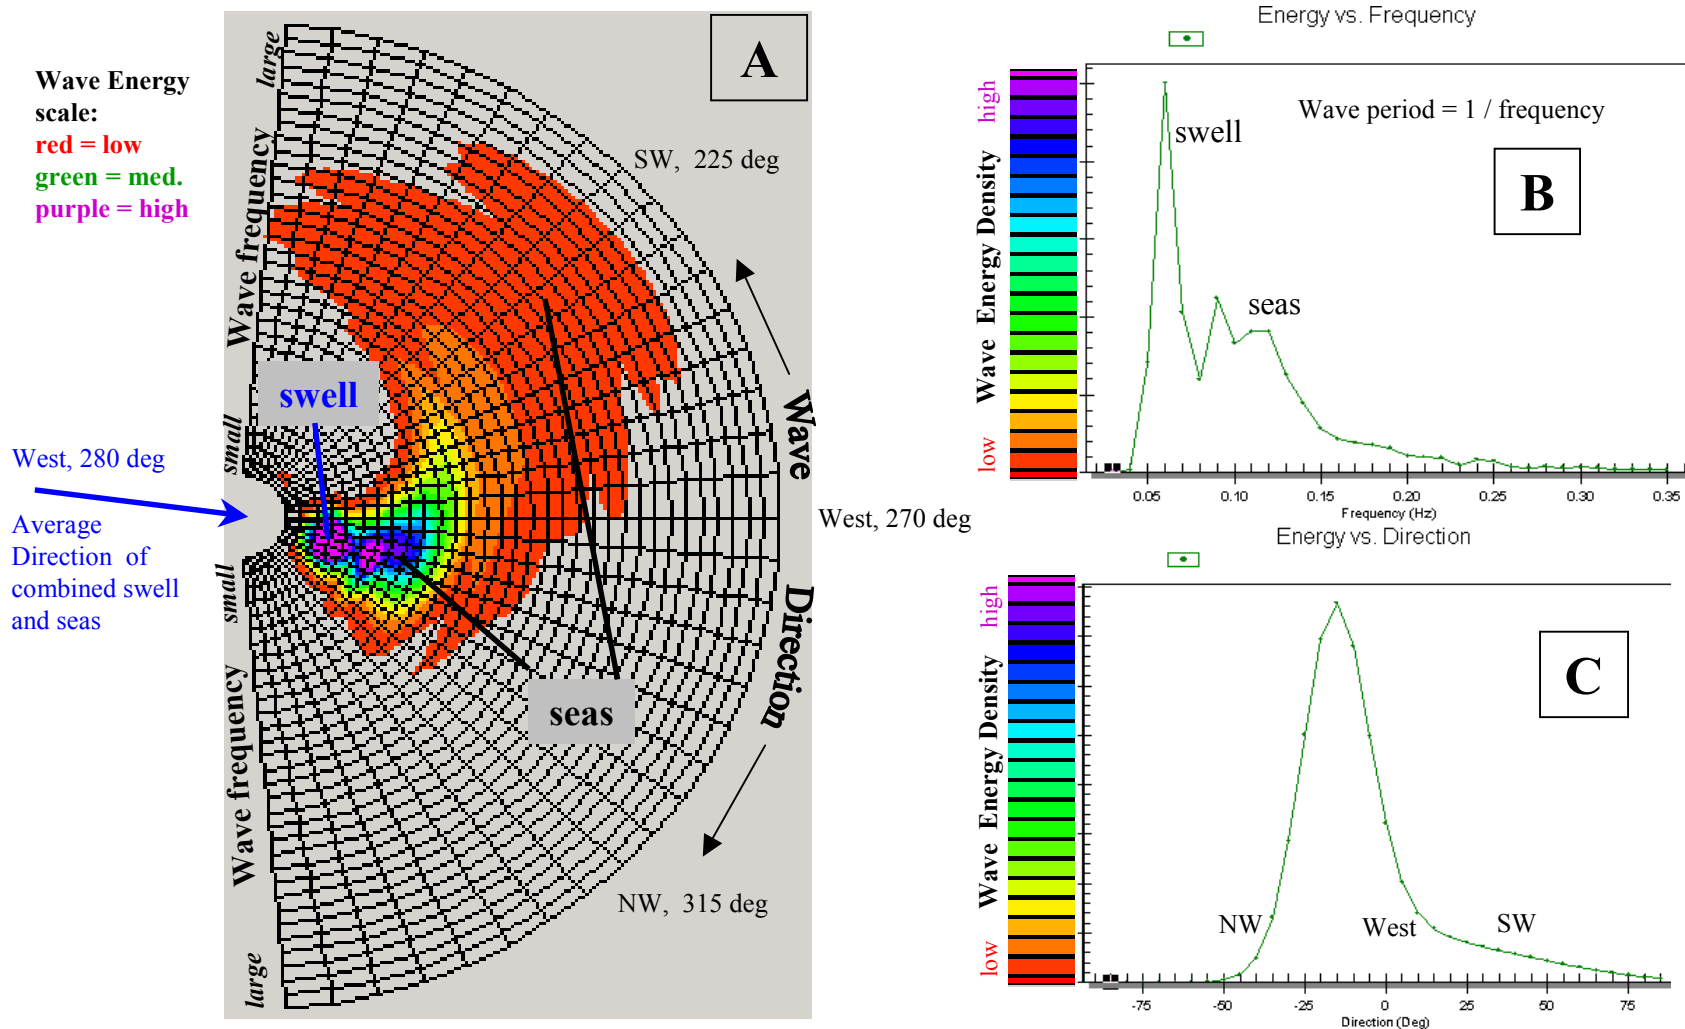 Wave Energy
scale:
red = low
green = med.
purple = high
large
Wave frequency
small
A
SW, 225 deg
swell
West, 280 deg
Average
Direction of
combined swell
and seas
Wave
Direction
West, 270 deg
small
Wave frequency
large
seas
NW, 315 deg
Energy vs. Frequency
high
Wave Energy Density
low
Wave period = 1 / frequency
swell
B
seas
0.05 0.10 0.15 0.20 0.25 0.30 0.35
Frequency (Hz)
Energy vs. Direction
high
Wave Energy Density
low
C
NW
West
SW
-75 -50 -25 0 25 50 75
Direction (Deg)